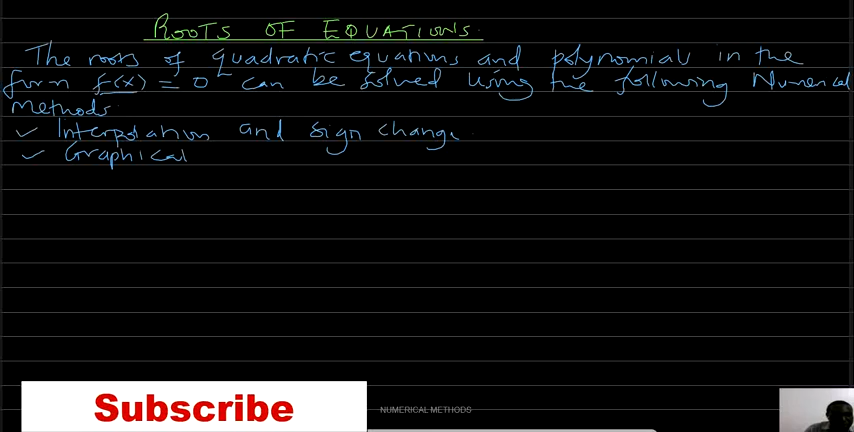 ROOTS OF EQUATIONS.
The roots of quadratic equations and polynomials in the
form f(x) = 0 can be solved using the following Numerical
Methods.
✓ Interpolation and sign change.
✓ Graphical
Subscribe
NUMERICAL METHODS